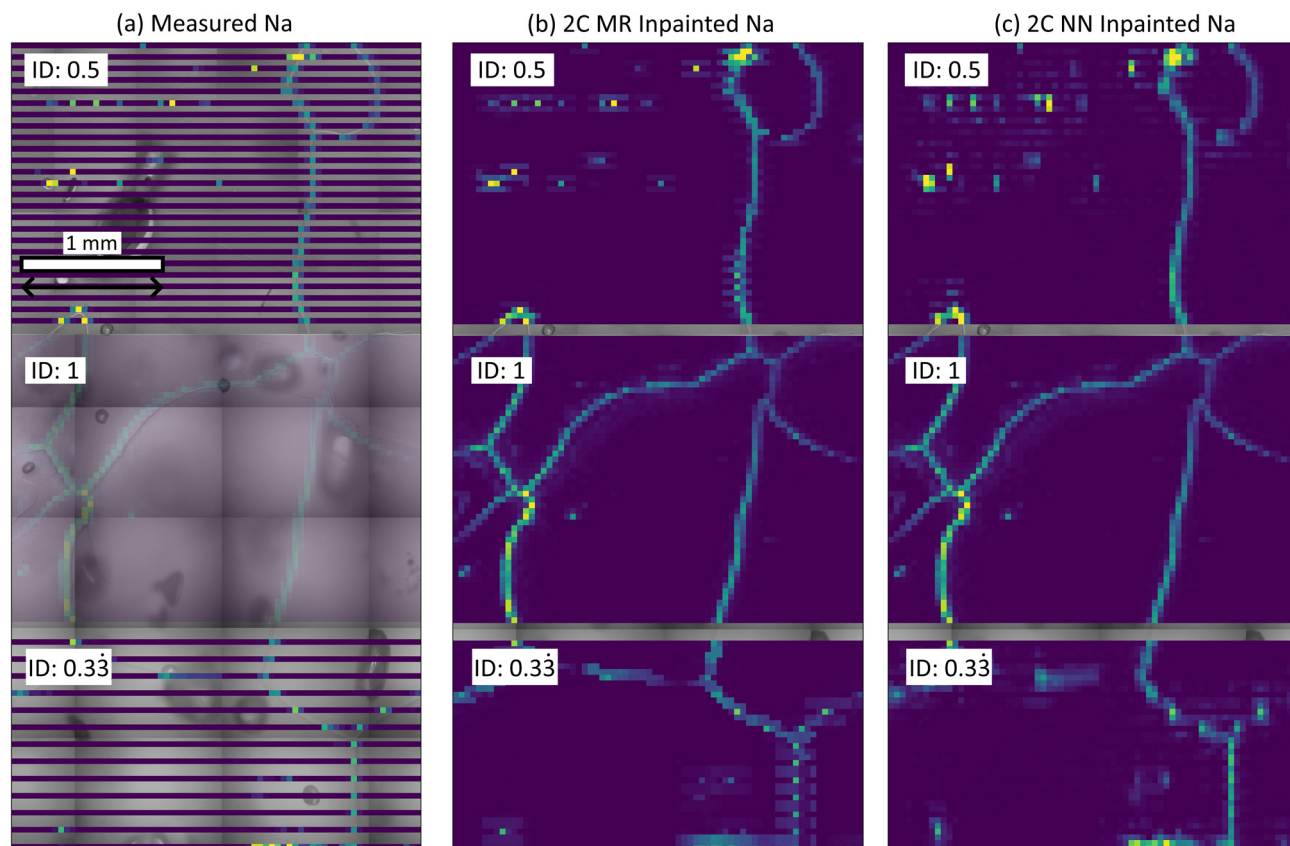 (a) Measured Na
(b) 2C MR Inpainted Na
(c) 2C NN Inpainted Na
ID: 0.5
ID: 0.5
ID: 0.5
1 mm
ID: 1
ID: 1
ID: 1
ID: 0.33̇
ID: 0.33̇
ID: 0.33̇